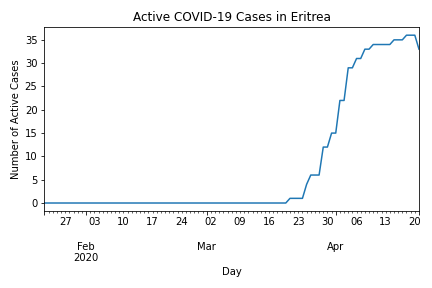 Active COVID-19 Cases in Eritrea
35
30
25
20
15
10
5
0
Number of Active Cases
27 03 10 17 24 02 09 16 23 30 06 13 20
Feb Mar Apr
2020
Day